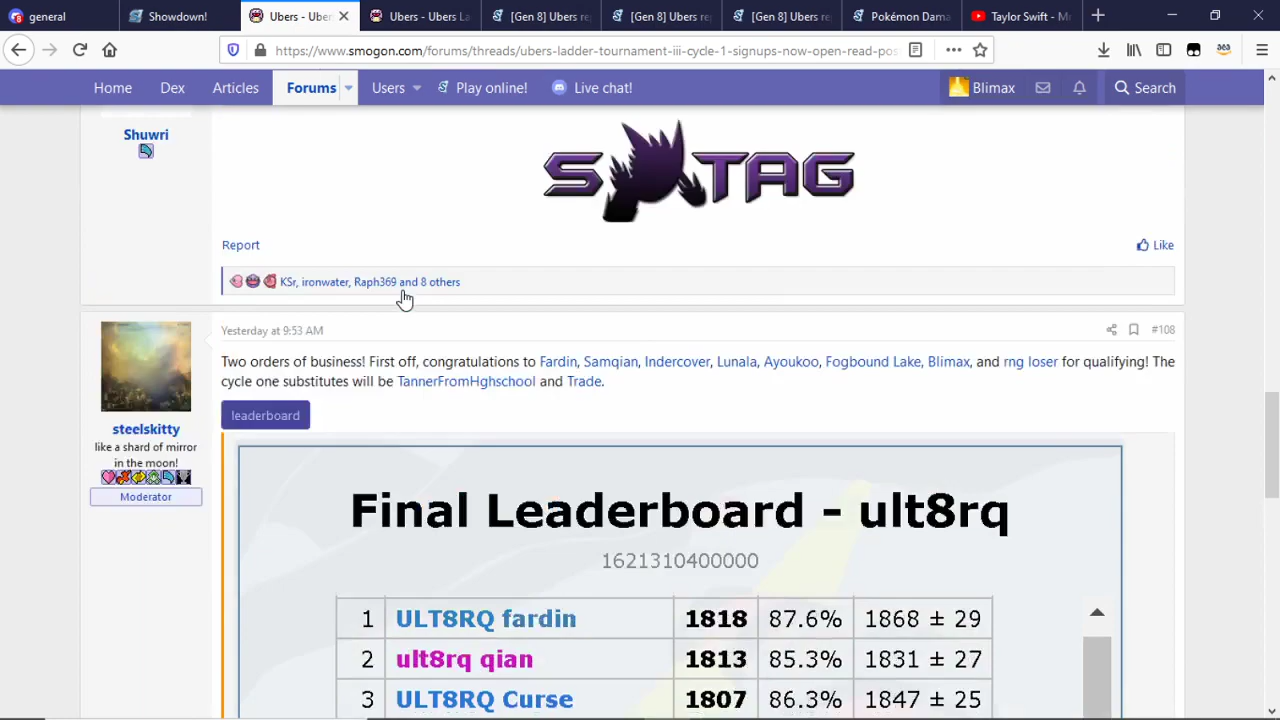 general
Showdown!
Ubers - Uber
Ubers - Ubers La
[Gen 8] Ubers re
[Gen 8] Ubers re
[Gen 8] Ubers re
Pokémon Dama
Taylor Swift - M
https://www.smogon.com/forums/threads/ubers-ladder-tournament-iii-cycle-1-signups-now-open-read-pos
Home
Dex
Articles
Forums
Users
Play online!
Live chat!
Blimax
Search
Shuwri
S TAG
Report
Like
KSr, ironwater, Raph369 and 8 others
steelskitty
like a shard of mirror
in the moon!
Moderator
Yesterday at 9:53 AM
#108
Two orders of business! First off, congratulations to Fardin, Samqian, Indercover, Lunala, Ayoukoo, Fogbound Lake, Blimax, and rng loser for qualifying! The
cycle one substitutes will be TannerFromHghschool and Trade.
leaderboard
Final Leaderboard - ult8rq
1621310400000
1 ULT8RQ fardin 1818 87.6% 1868 ± 29
2 ult8rq qian 1813 85.3% 1831 ± 27
3 ULT8RQ Curse 1807 86.3% 1847 ± 25